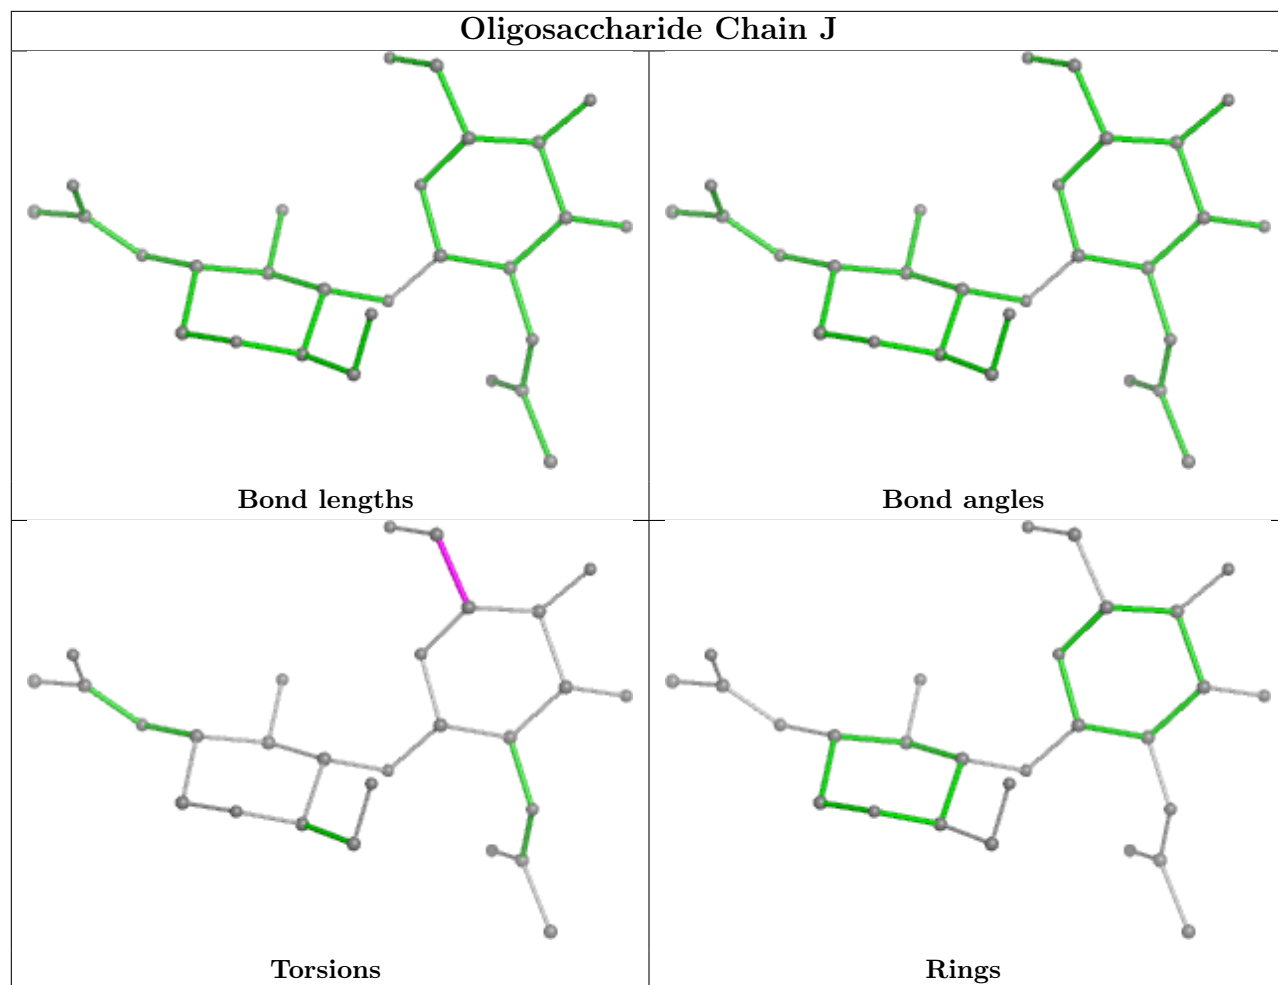 Oligosaccharide Chain J
Bond lengths
Bond angles
Torsions
Rings